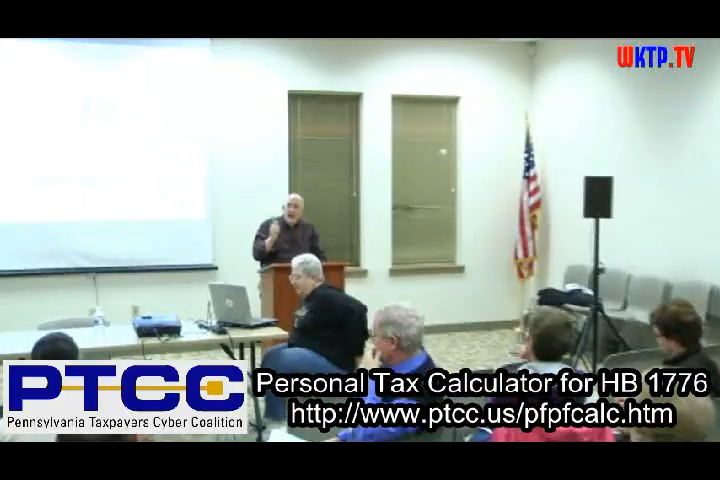 WKTP.TV
PTCC
Pennsylvania Taxpayers Cyber Coalition
Personal Tax Calculator for HB 1776
http://www.ptcc.us/pfpfcalc.htm